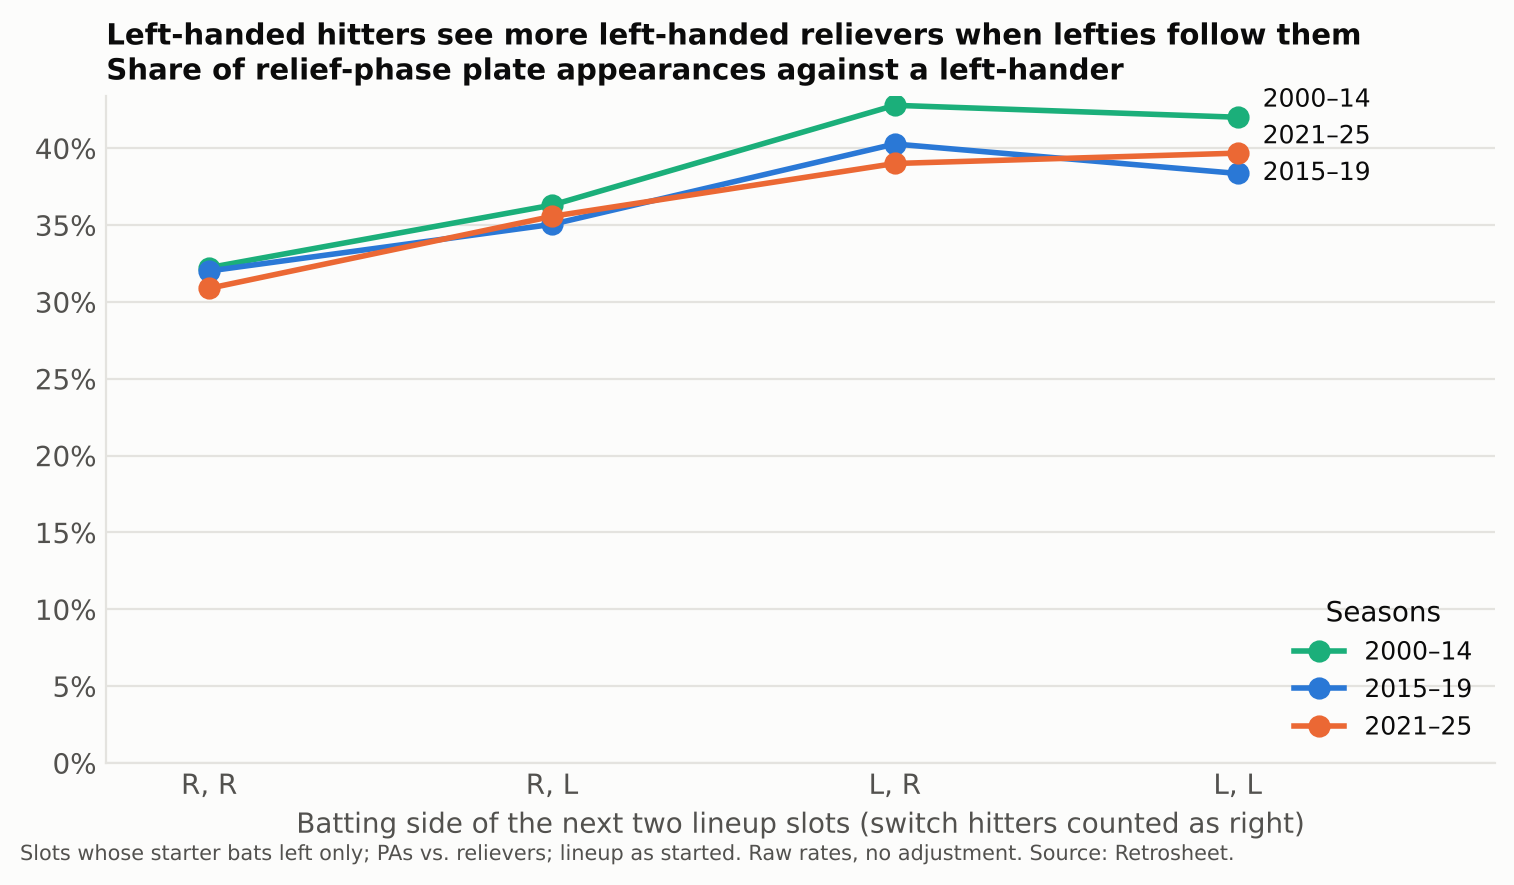 Left-handed hitters see more left-handed relievers when lefties follow them
Share of relief-phase plate appearances against a left-hander
2000–14
2021–25
2015–19
40%
35%
30%
25%
20%
15%
10%
5%
0%
Seasons
2000–14
2015–19
2021–25
R, R
R, L
L, R
L, L
Batting side of the next two lineup slots (switch hitters counted as right)
Slots whose starter bats left only; PAs vs. relievers; lineup as started. Raw rates, no adjustment. Source: Retrosheet.